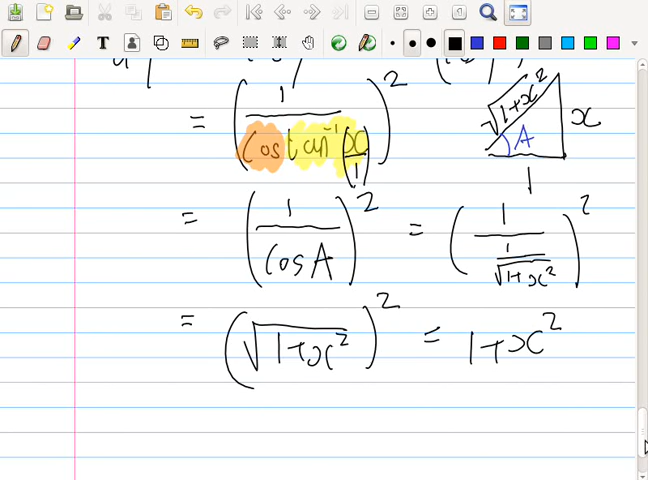 = (1 / cos tan⁻¹(x/1))²
√1+x²
x
A
1
= (1 / cos A)² = (1 / (1 / √1+x²))²
= (√1+x²)² = 1+x²